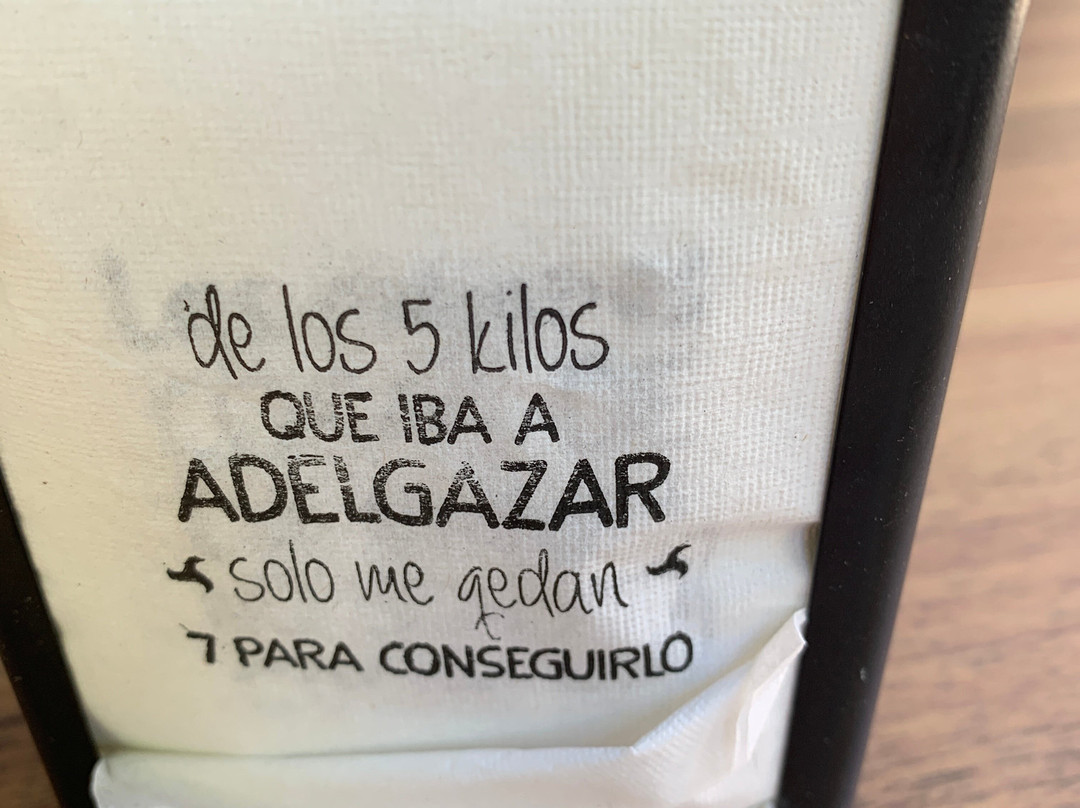 de los 5 kilos
QUE IBA A
ADELGAZAR
solo me qedan
7 PARA CONSEGUIRLO